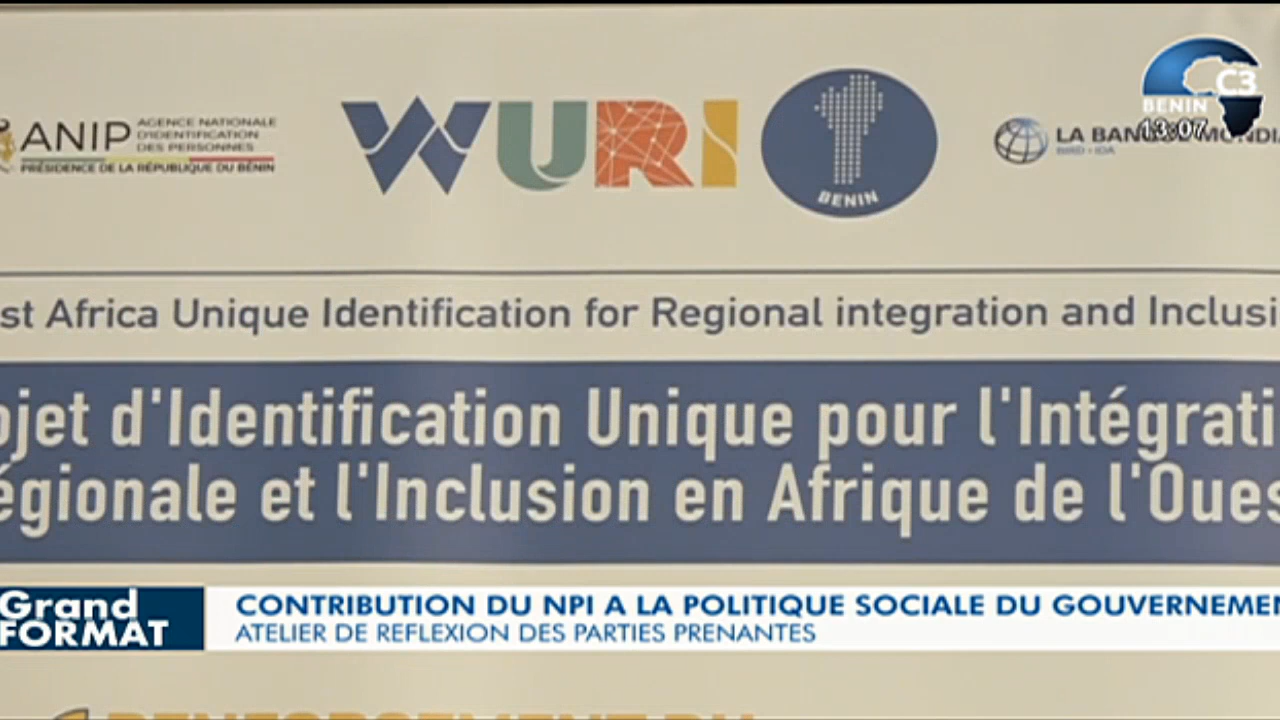 ANIP
AGENCE NATIONALE
D'IDENTIFICATION
DES PERSONNES
PRÉSIDENCE DE LA RÉPUBLIQUE DU BÉNIN
WURI
BENIN
LA BANQUE MONDIA
BIRD • IDA
C3
BENIN
13:07
st Africa Unique Identification for Regional integration and Inclusi
ojet d'Identification Unique pour l'Intégrati
égionale et l'Inclusion en Afrique de l'Oues
Grand
FORMAT
CONTRIBUTION DU NPI A LA POLITIQUE SOCIALE DU GOUVERNEME
ATELIER DE REFLEXION DES PARTIES PRENANTES